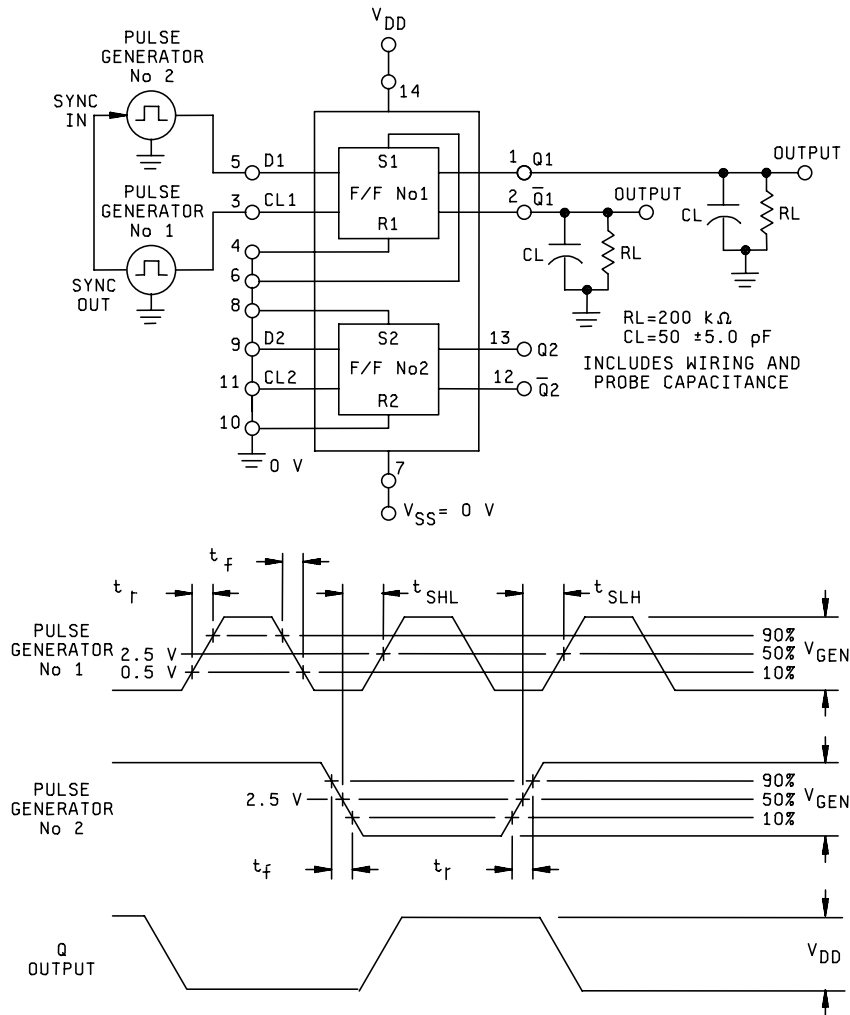 V DD
PULSE
GENERATOR
No 2
14
SYNC
IN
5 D1
S1
F/F No1
R1
1 Q1
OUTPUT
PULSE
GENERATOR
No 1
3 CL1
2 Q̅1
OUTPUT
CL
RL
CL
RL
4
6
SYNC
OUT
8
S2
F/F No2
R2
9 D2
13 Q2
11 CL2
12 Q̅2
10
0 V
7
VSS= 0 V
RL=200 kΩ
CL=50 ±5.0 pF
INCLUDES WIRING AND
PROBE CAPACITANCE
tf
tr
tSHL
tSLH
PULSE
GENERATOR
No 1
2.5 V
0.5 V
90%
50%
10%
VGEN
PULSE
GENERATOR
No 2
2.5 V
90%
50%
10%
VGEN
tf
tr
Q
OUTPUT
VDD